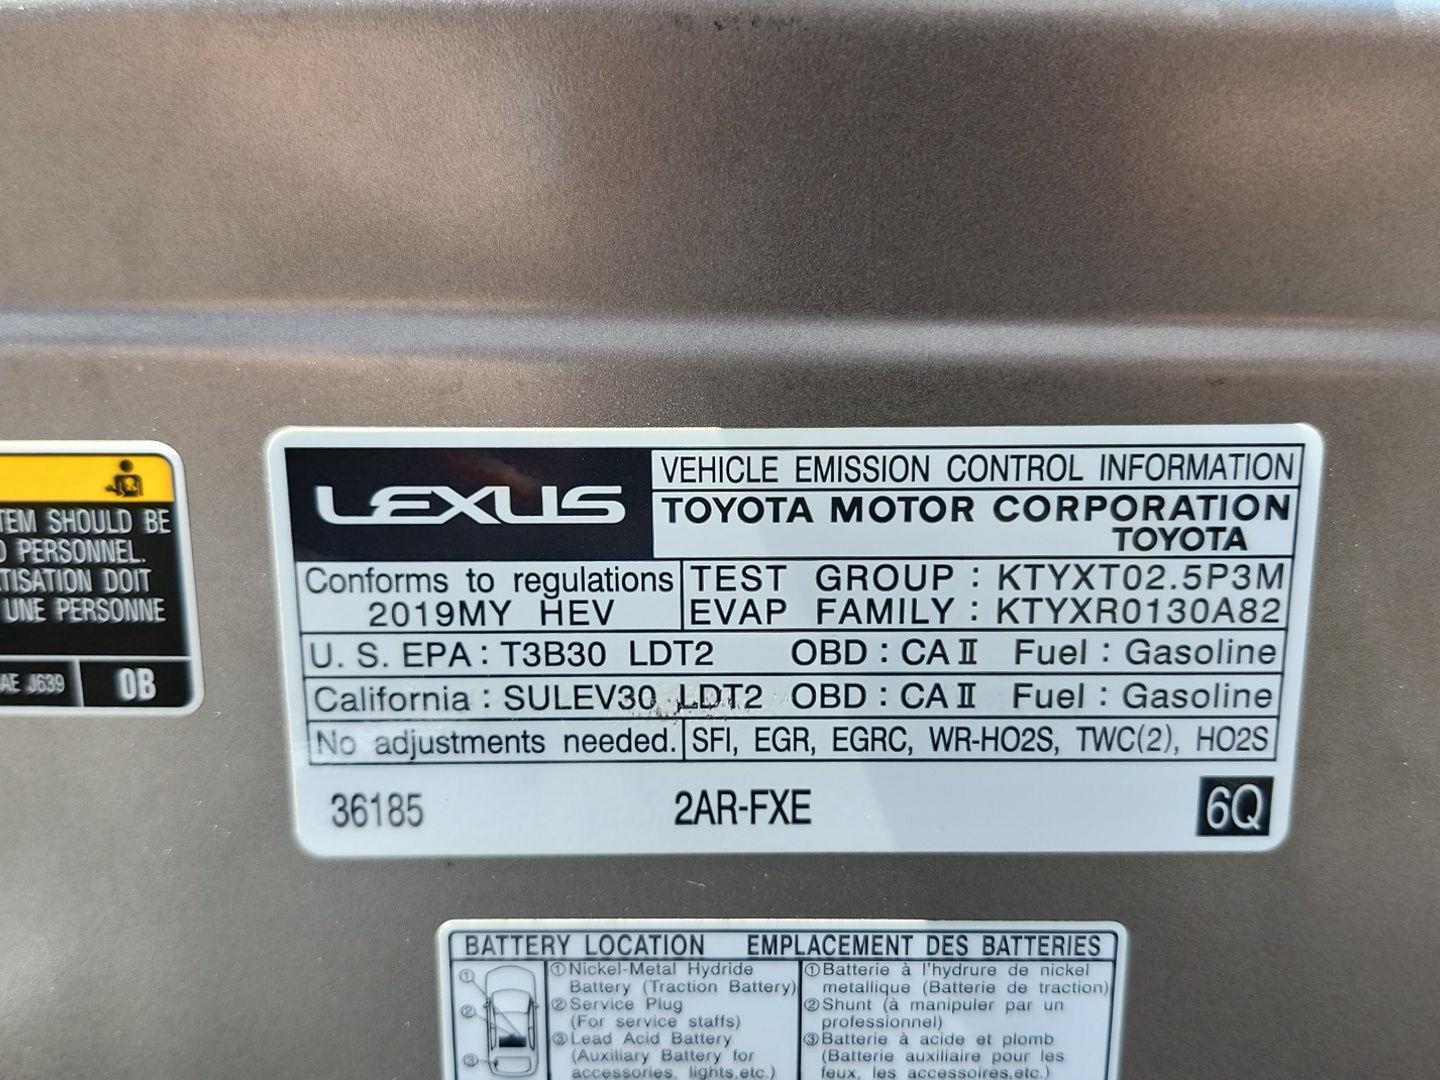 TEM SHOULD BE
PERSONNEL.
TISATION DOIT
UNE PERSONNE
AE J639
0B
LEXUS
VEHICLE EMISSION CONTROL INFORMATION
TOYOTA MOTOR CORPORATION
TOYOTA
Conforms to regulations
2019MY HEV
TEST GROUP : KTYXT02.5P3M
EVAP FAMILY : KTYXR0130A82
U. S. EPA : T3B30 LDT2 OBD : CA II Fuel : Gasoline
California : SULEV30 LDT2 OBD : CA II Fuel : Gasoline
No adjustments needed. SFI, EGR, EGRC, WR-HO2S, TWC(2), HO2S
36185 2AR-FXE 6Q
BATTERY LOCATION EMPLACEMENT DES BATTERIES
① ② ③
①Nickel-Metal Hydride
Battery (Traction Battery)
②Service Plug
(For service staffs)
③Lead Acid Battery
(Auxiliary Battery for
accessories, lights,etc.)
①Batterie à l'hydrure de nickel
metallique (Batterie de traction)
②Shunt (à manipuler par un
professionnel)
③Batterie à acide et plomb
(Batterie auxiliaire pour les
feux, les accessoires,etc.)